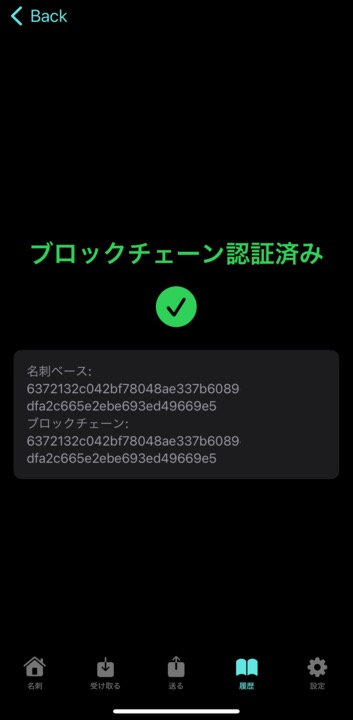 Back
ブロックチェーン認証済み
名刺ベース:
6372132c042bf78048ae337b6089
dfa2c665e2ebe693ed49669e5
ブロックチェーン:
6372132c042bf78048ae337b6089
dfa2c665e2ebe693ed49669e5
名刺
受け取る
送る
履歴
設定